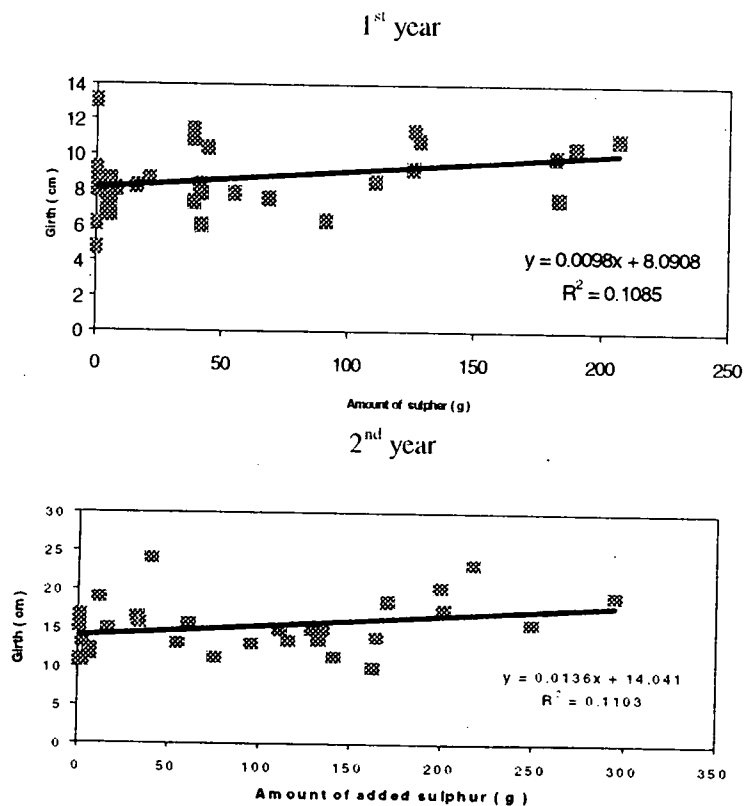 1st year
14
12
10
8
6
4
2
0
Girth ( cm )
y = 0.0098x + 8.0908
R2 = 0.1085
0 50 100 150 200 250
Amount of sulpher ( g )
2nd year
30
25
20
15
10
5
0
Girth ( cm )
y = 0.0136x + 14.041
R2 = 0.1103
0 50 100 150 200 250 300 350
Amount of added sulphur ( g )